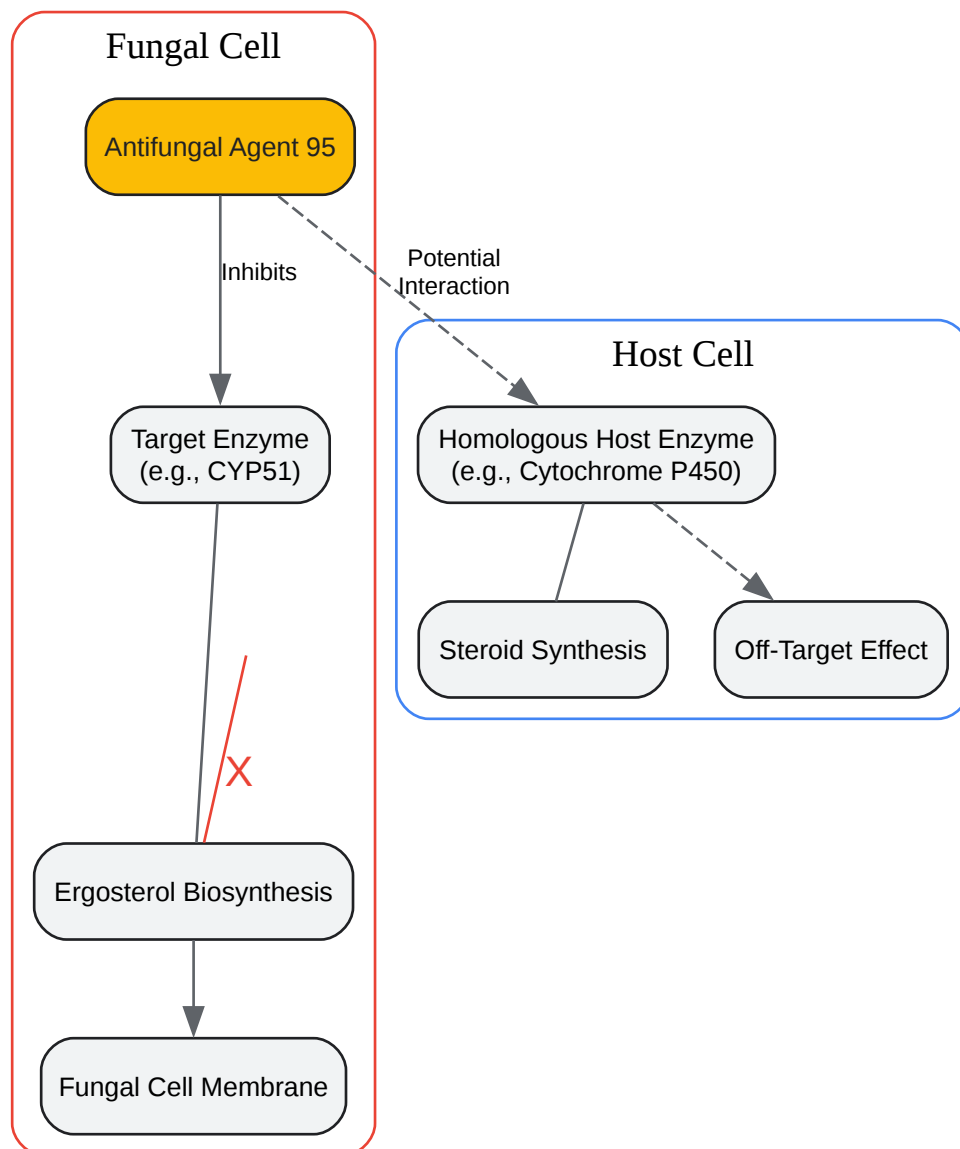 Fungal Cell
Antifungal Agent 95
Inhibits
Potential
Interaction
Host Cell
Target Enzyme
(e.g., CYP51)
Homologous Host Enzyme
(e.g., Cytochrome P450)
Steroid Synthesis
Off-Target Effect
X
Ergosterol Biosynthesis
Fungal Cell Membrane